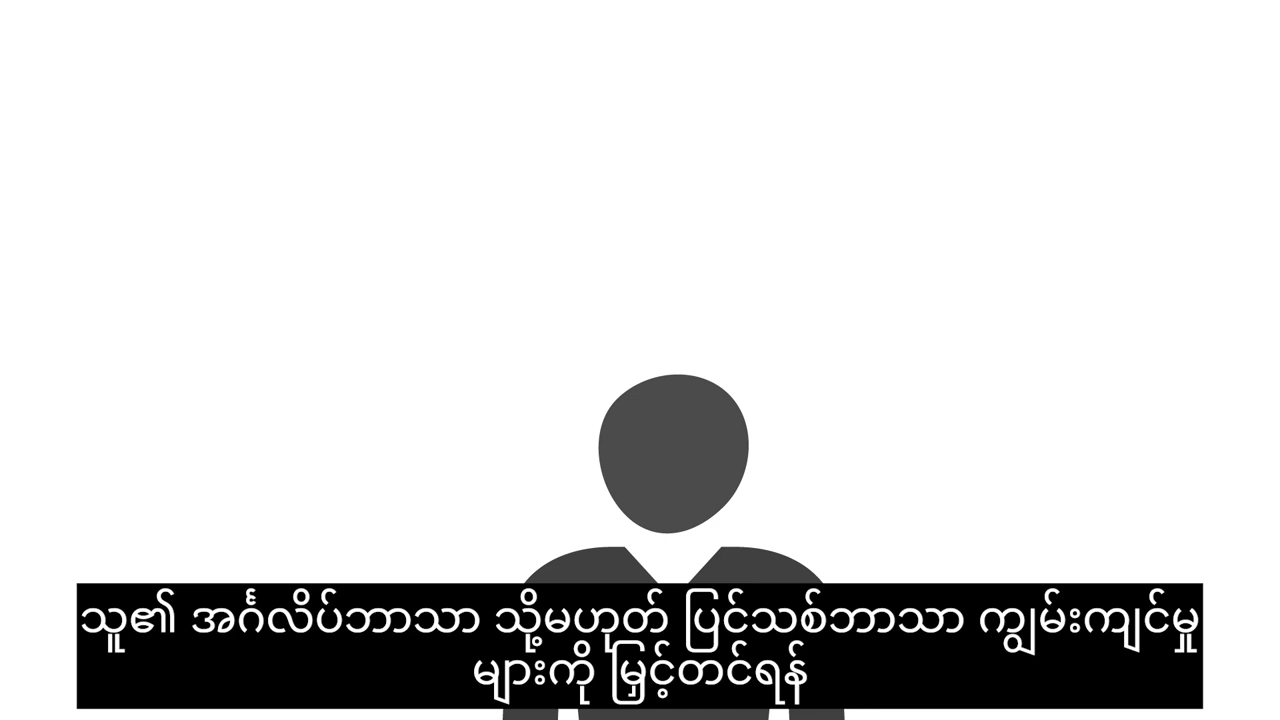 သူ၏ အင်္ဂလိပ်ဘာသာ သို့မဟုတ် ပြင်သစ်ဘာသာ ကျွမ်းကျင်မှု
များကို မြှင့်တင်ရန်